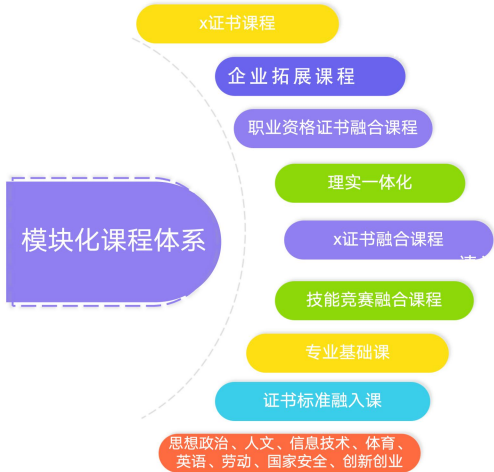 x证书课程
企业拓展课程
职业资格证书融合课程
理实一体化
模块化课程体系
x证书融合课程
技能竞赛融合课程
专业基础课
证书标准融入课
思想政治、人文、信息技术、体育、
英语、劳动、国家安全、创新创业